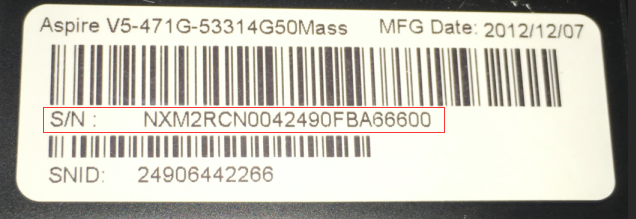 Aspire V5-471G-53314G50Mass MFG Date: 2012/12/07
S/N : NXM2RCN0042490FBA66600
SNID: 24906442266